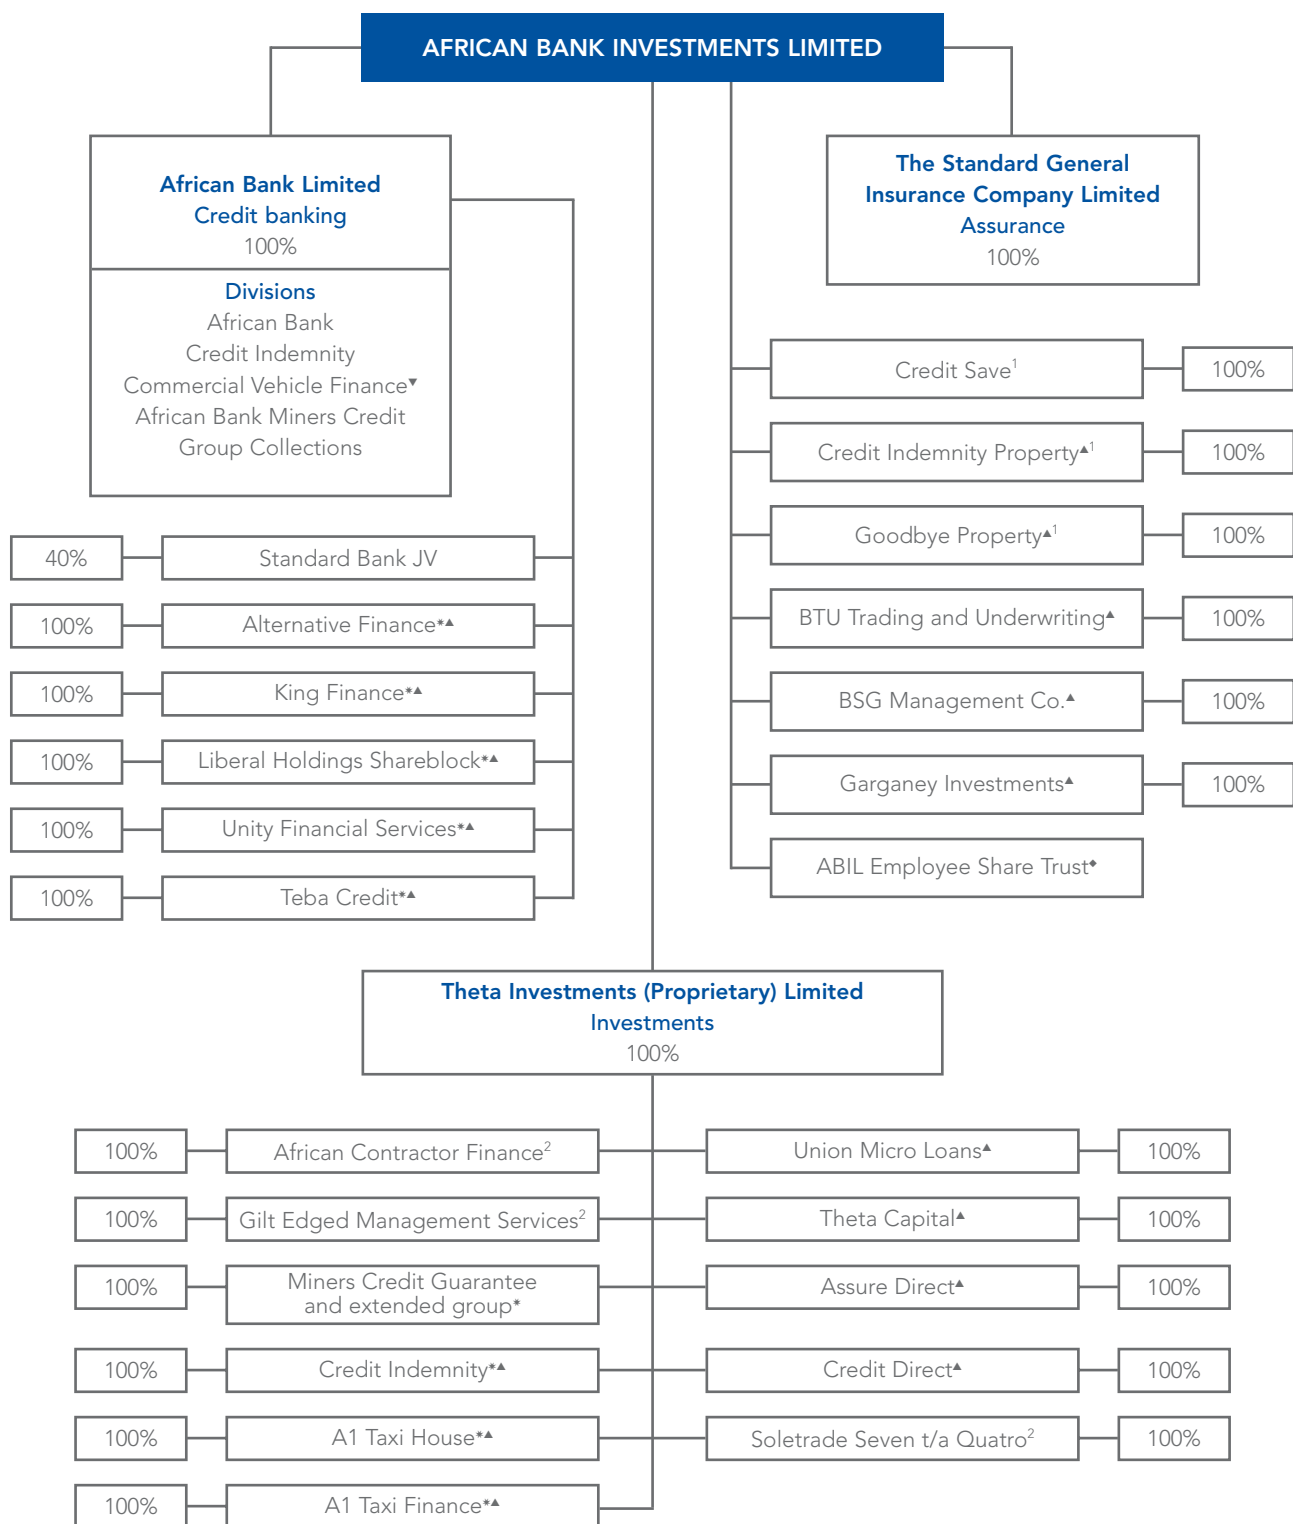 AFRICAN BANK INVESTMENTS LIMITED
African Bank Limited
Credit banking
100%
Divisions
African Bank
Credit Indemnity
Commercial Vehicle Finance▼
African Bank Miners Credit
Group Collections
The Standard General
Insurance Company Limited
Assurance
100%
40% Standard Bank JV
100% Alternative Finance*▲
100% King Finance*▲
100% Liberal Holdings Shareblock*▲
100% Unity Financial Services*▲
100% Teba Credit*▲
Credit Save¹ 100%
Credit Indemnity Property▲¹ 100%
Goodbye Property▲¹ 100%
BTU Trading and Underwriting▲ 100%
BSG Management Co.▲ 100%
Garganey Investments▲ 100%
ABIL Employee Share Trust◆
Theta Investments (Proprietary) Limited
Investments
100%
100% African Contractor Finance²
100% Gilt Edged Management Services²
100% Miners Credit Guarantee
and extended group*
100% Credit Indemnity*▲
100% A1 Taxi House*▲
100% A1 Taxi Finance*▲
Union Micro Loans▲ 100%
Theta Capital▲ 100%
Assure Direct▲ 100%
Credit Direct▲ 100%
Soletrade Seven t/a Quatro² 100%